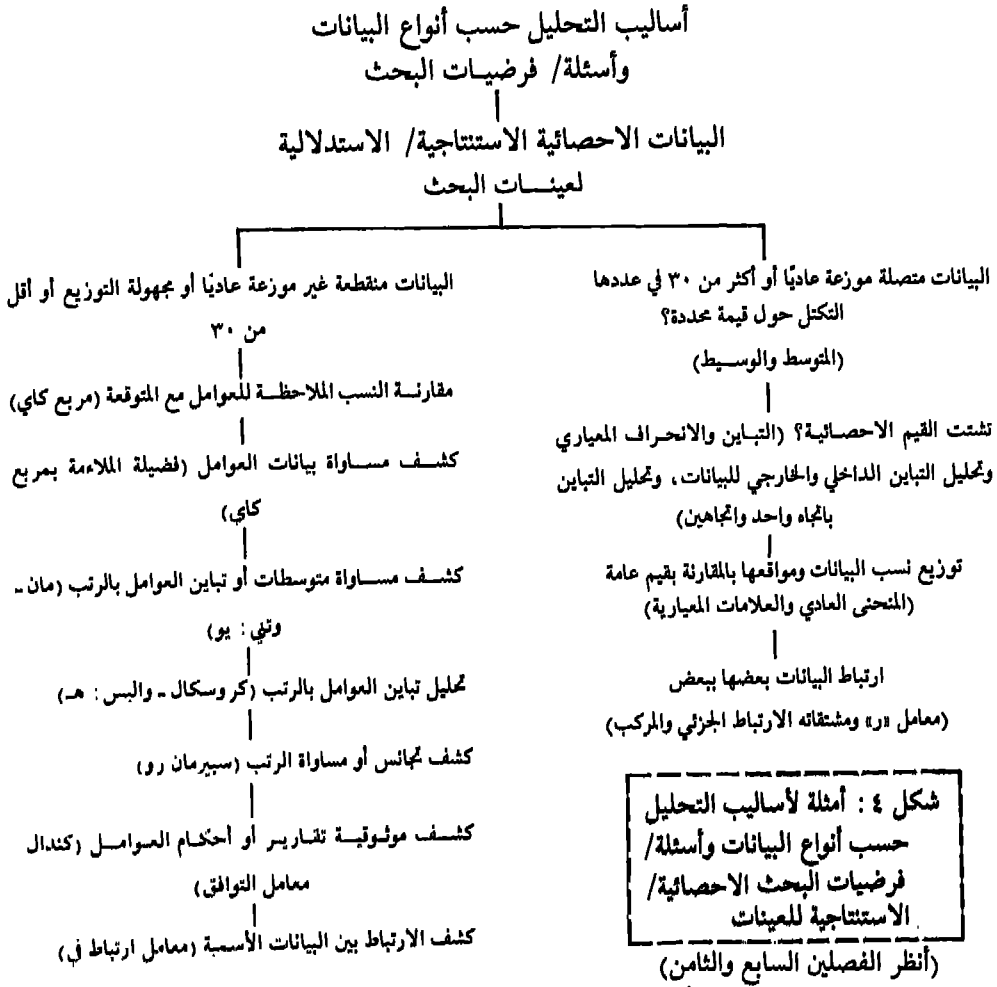 أساليب التحليل حسب أنواع البيانات
وأسئلة/ فرضيات البحث
البيانات الاحصائية الاستنتاجية/ الاستدلالية
لعينات البحث
البيانات متصلة موزعة عاديًا أو أكثر من ٣٠ في عددها
التكتل حول قيمة محددة؟
(المتوسط والوسيط)
تشتت القيم الاحصائية؟ (التباين والانحراف المعياري
وتحليل التباين الداخلي والخارجي للبيانات، وتحليل التباين
باتجاه واحد واتجاهين)
توزيع نسب البيانات ومواقعها بالمقارنة بقيم عامة
(المنحنى العادي والعلامات المعيارية)
ارتباط البيانات بعضها ببعض
(معامل «ر» ومشتقاته الارتباط الجزئي والمركب)
البيانات منقطعة غير موزعة عاديًا أو مجهولة التوزيع أو أقل
من ٣٠
مقارنة النسب الملاحظة للعوامل مع المتوقعة (مربع كاي)
كشف مساواة بيانات العوامل (فضيلة الملاءمة بمربع
كاي)
كشف مساواة متوسطات أو تباين العوامل بالرتب (مان ـ
وتني: يو)
تحليل تباين العوامل بالرتب (كروسكال ـ والبس: هـ)
كشف تجانس أو مساواة الرتب (سبيرمان رو)
كشف موثوقية تقارير أو أحكام العوامل (كندال
معامل التوافق)
كشف الارتباط بين البيانات الأسمية (معامل ارتباط في)
شكل ٤: أمثلة لأساليب التحليل
حسب أنواع البيانات وأسئلة/
فرضيات البحث الاحصائية/
الاستنتاجية للعينات
(أنظر الفصلين السابع والثامن)